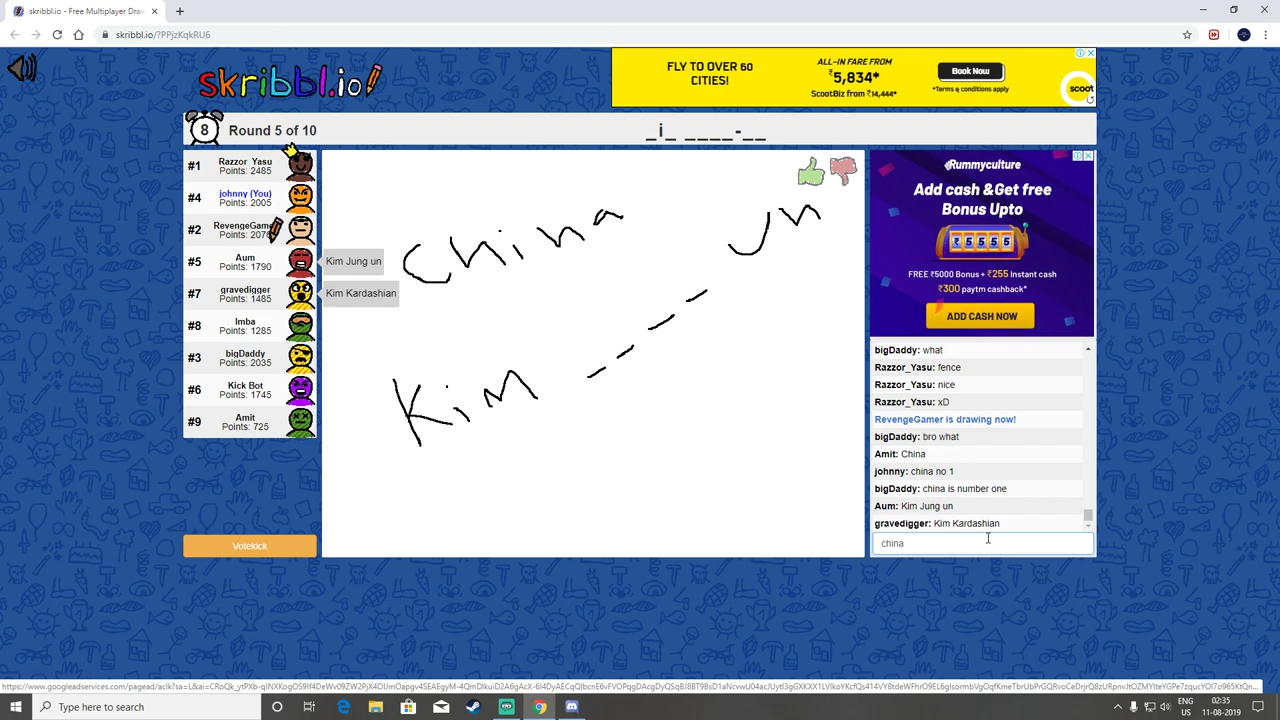 skribbl.io - Free Multiplayer Dra
skribbl.io/?PPjzKqkRU6
skribbl.io
FLY TO OVER 60
CITIES!
ALL-IN FARE FROM
₹5,834*
ScootBiz from ₹14,444*
Book Now
*Terms & conditions apply
scoot
8
Round 5 of 10
_i_ ____-__
#1 Razzor_Yasu
Points: 2485
#4 johnny (You)
Points: 2005
#2 RevengeGam
Points: 207
#5 Aum
Points: 1790
Kim Jung un
#7 gravedigger
Points: 1485
Kim Kardashian
#8 Imba
Points: 1285
#3 bigDaddy
Points: 2035
#6 Kick Bot
Points: 1745
#9 Amit
Points: 725
Votekick
China
Kim - - - - Un
Rummyculture
Add cash &Get free
Bonus Upto
₹ 5 5 5 5
FREE ₹5000 Bonus + ₹255 Instant cash
₹300 paytm cashback*
ADD CASH NOW
bigDaddy: what
Razzor_Yasu: fence
Razzor_Yasu: nice
Razzor_Yasu: xD
RevengeGamer is drawing now!
bigDaddy: bro what
Amit: China
johnny: china no 1
bigDaddy: china is number one
Aum: Kim Jung un
gravedigger: Kim Kardashian
china
Type here to search
ENG
US
02:35
11-08-2019